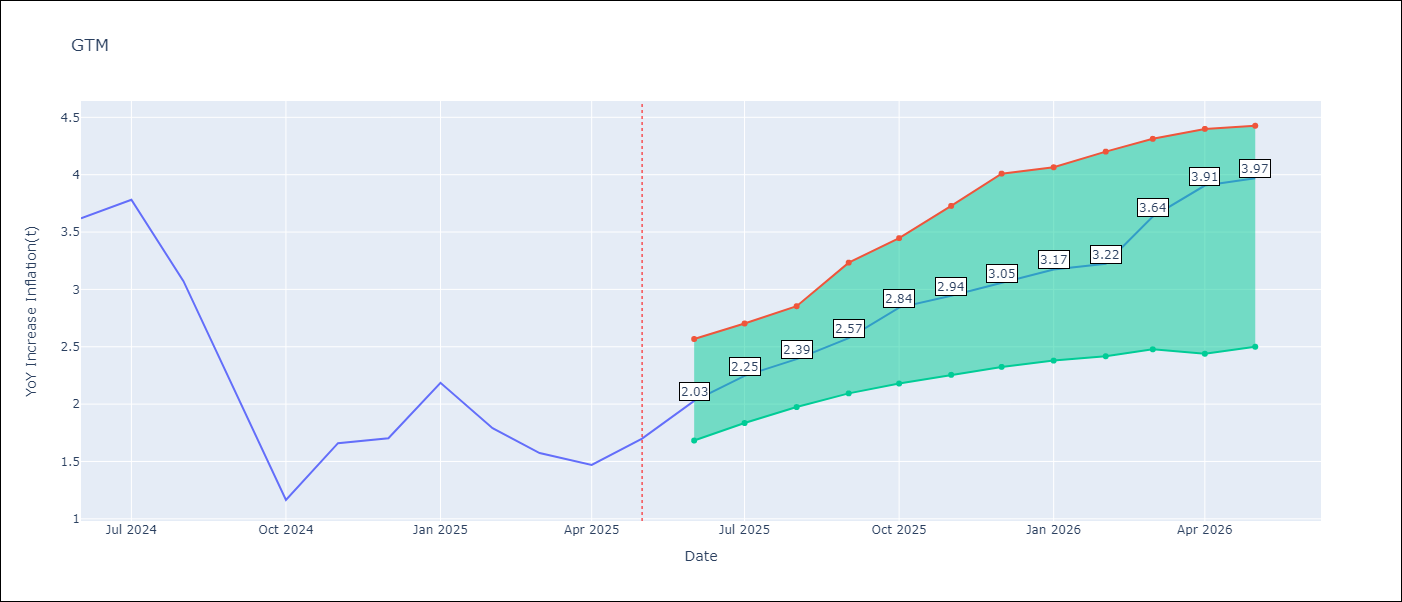 GTM
YoY Increase Inflation(t)
4.5
4
3.5
3
2.5
2
1.5
1
2.03
2.25
2.39
2.57
2.84
2.94
3.05
3.17
3.22
3.64
3.91
3.97
Jul 2024
Oct 2024
Jan 2025
Apr 2025
Jul 2025
Oct 2025
Jan 2026
Apr 2026
Date